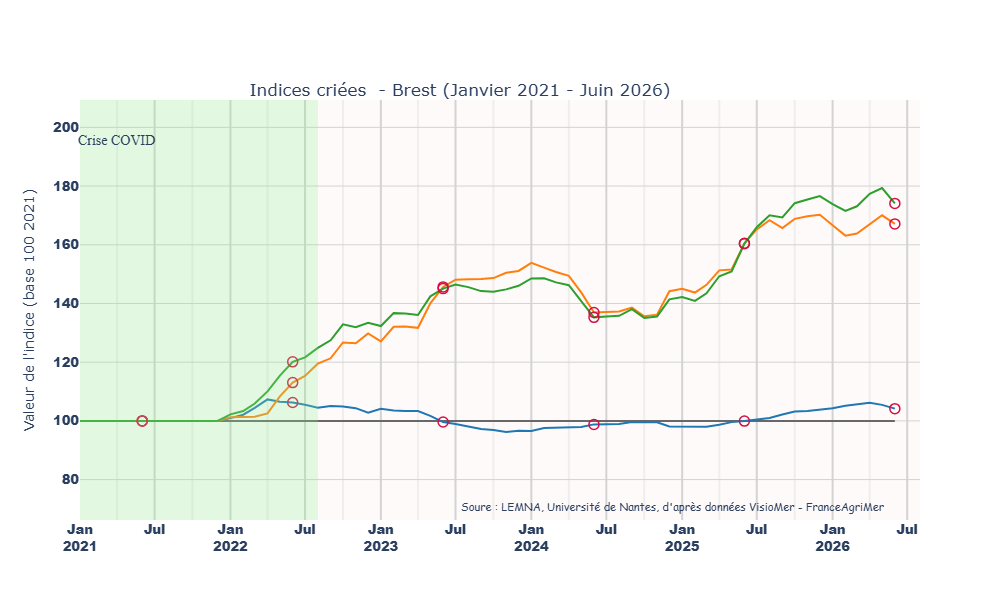 Indices criées  - Brest (Janvier 2021 - Juin 2026)
Valeur de l'indice (base 100 2021)
200
Crise COVID
180
160
140
120
100
80
Soure : LEMNA, Université de Nantes, d'après données VisioMer - FranceAgriMer
Jan Jul Jan Jul Jan Jul Jan Jul Jan Jul Jan Jul
2021 2022 2023 2024 2025 2026